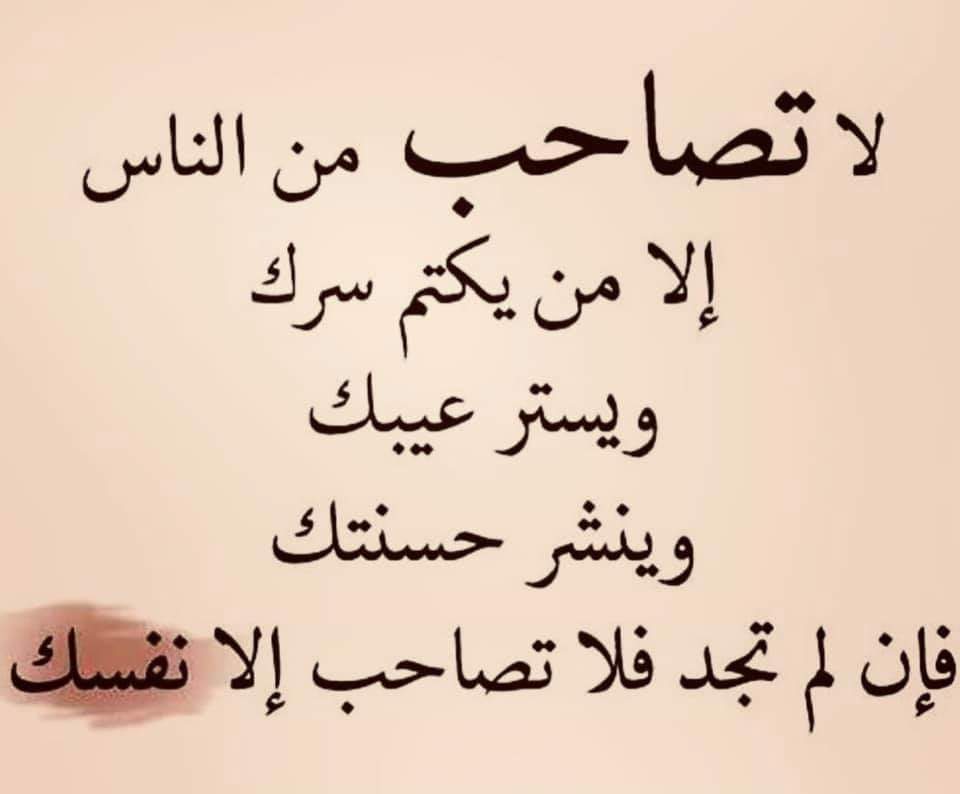 لا تصاحب من الناس
إلا من يكتم سرك
ويستر عيبك
وينشر حسنتك
فإن لم تجد فلا تصاحب إلا نفسك